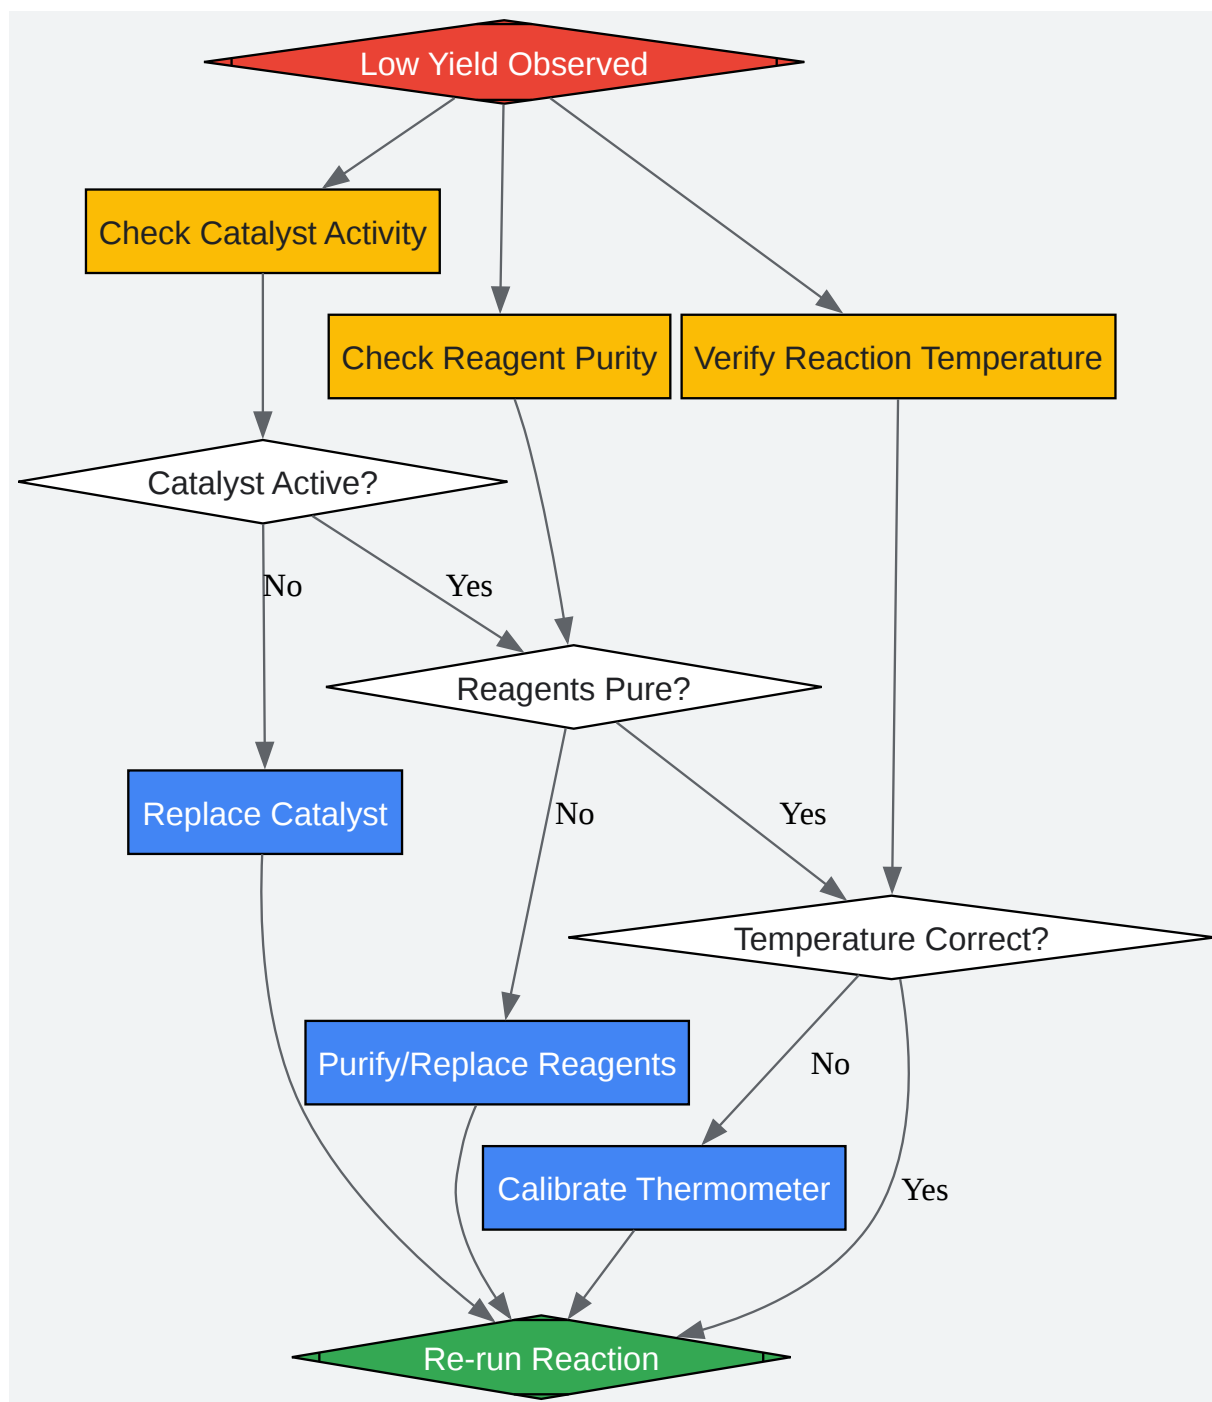 Low Yield Observed
Check Catalyst Activity
Check Reagent Purity
Verify Reaction Temperature
Catalyst Active?
No
Yes
Reagents Pure?
Replace Catalyst
No
Yes
Temperature Correct?
Purify/Replace Reagents
No
Calibrate Thermometer
Yes
Re-run Reaction